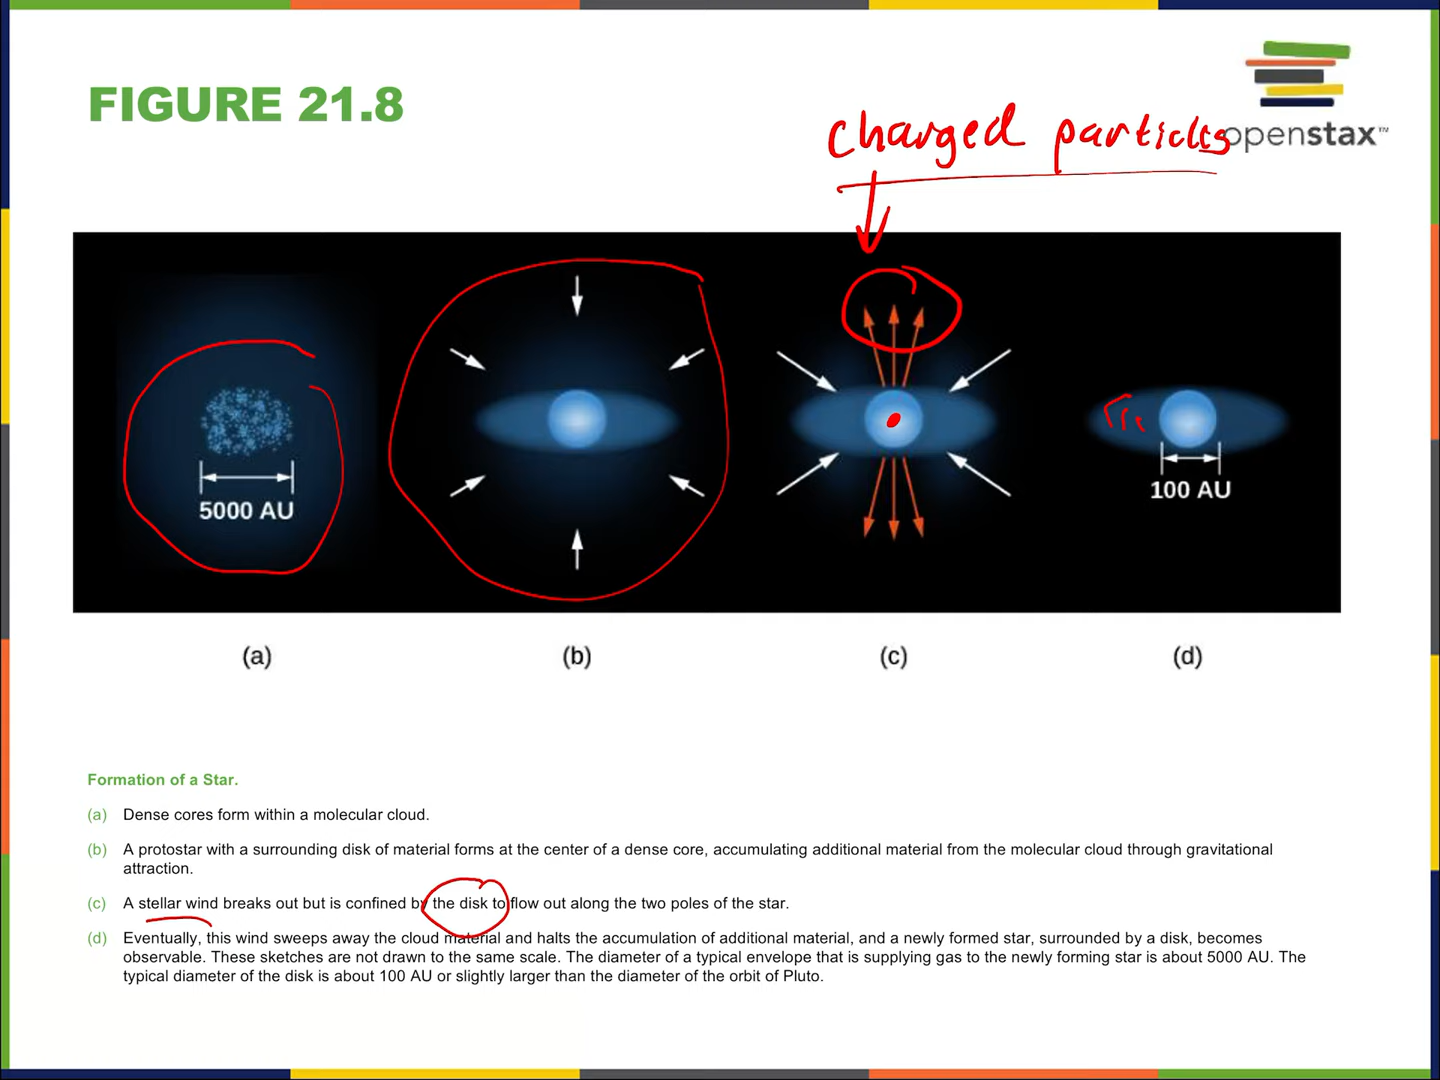 FIGURE 21.8
charged particles
openstax™
5000 AU
100 AU
(a)
(b)
(c)
(d)
Formation of a Star.
(a) Dense cores form within a molecular cloud.
(b) A protostar with a surrounding disk of material forms at the center of a dense core, accumulating additional material from the molecular cloud through gravitational
attraction.
(c) A stellar wind breaks out but is confined by the disk to flow out along the two poles of the star.
(d) Eventually, this wind sweeps away the cloud material and halts the accumulation of additional material, and a newly formed star, surrounded by a disk, becomes
observable. These sketches are not drawn to the same scale. The diameter of a typical envelope that is supplying gas to the newly forming star is about 5000 AU. The
typical diameter of the disk is about 100 AU or slightly larger than the diameter of the orbit of Pluto.